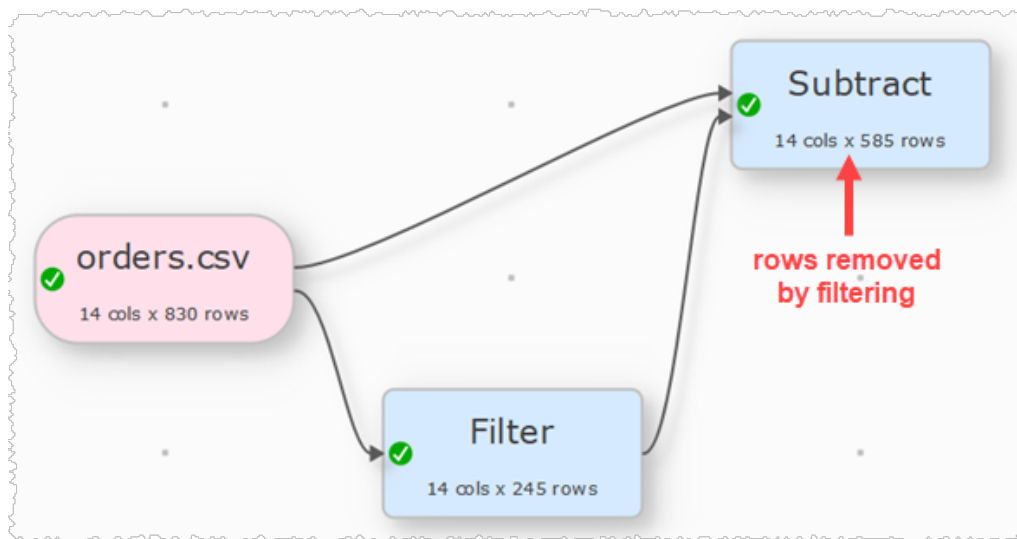 Subtract
14 cols x 585 rows
rows removed
by filtering
orders.csv
14 cols x 830 rows
Filter
14 cols x 245 rows